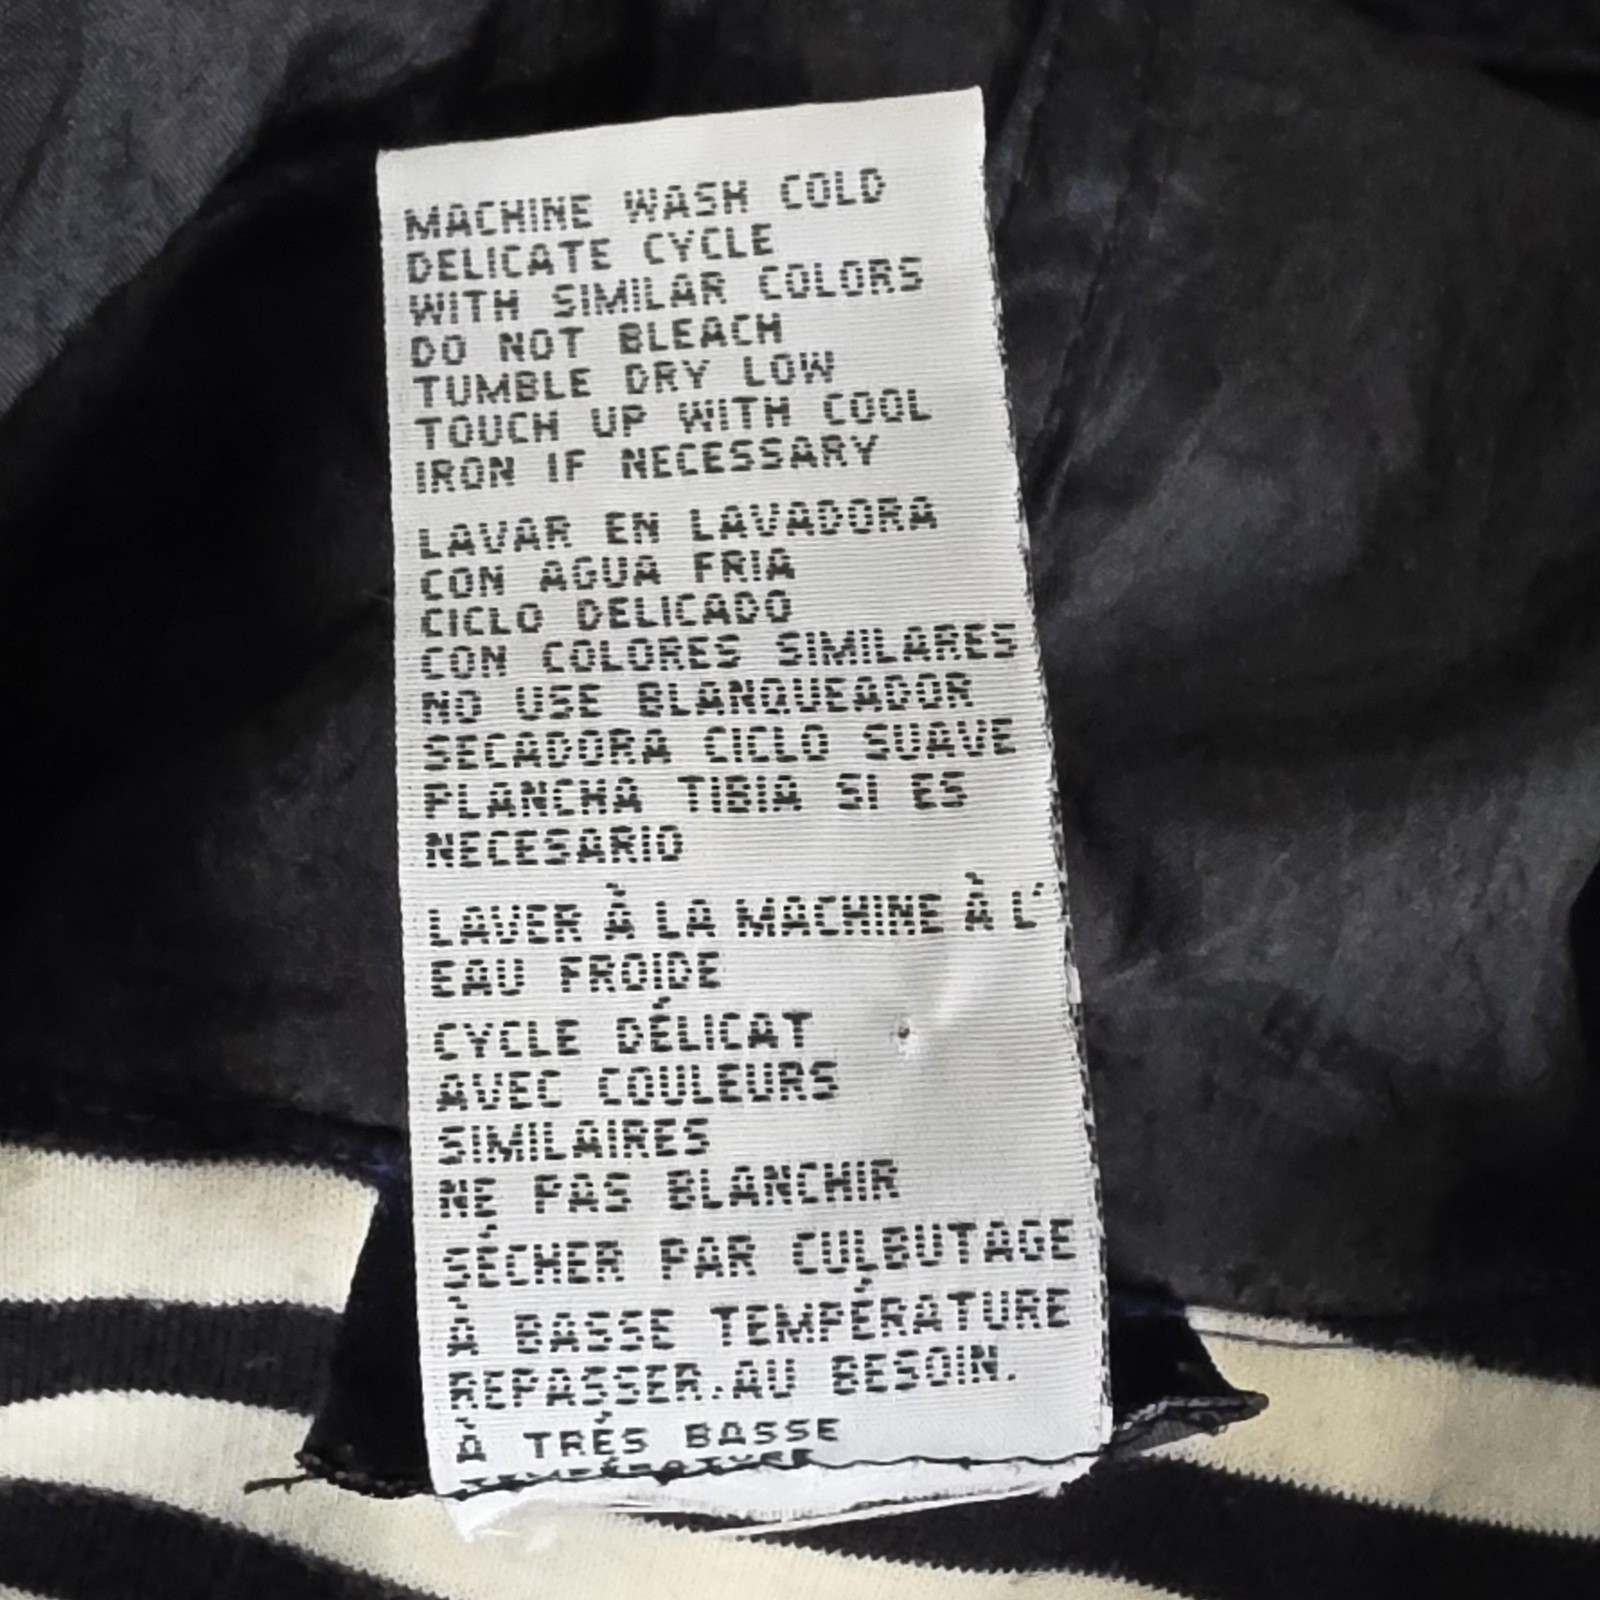 MACHINE WASH COLD
DELICATE CYCLE
WITH SIMILAR COLORS
DO NOT BLEACH
TUMBLE DRY LOW
TOUCH UP WITH COOL
IRON IF NECESSARY
LAVAR EN LAVADORA
CON AGUA FRIA
CICLO DELICADO
CON COLORES SIMILARES
NO USE BLANQUEADOR
SECADORA CICLO SUAVE
PLANCHA TIBIA SI ES
NECESARIO
LAVER À LA MACHINE À L'
EAU FROIDE
CYCLE DÉLICAT
AVEC COULEURS
SIMILAIRES
NE PAS BLANCHIR
SÉCHER PAR CULBUTAGE
À BASSE TEMPÉRATURE
REPASSER.AU BESOIN.
À TRÉS BASSE
TEMPÉRATURE